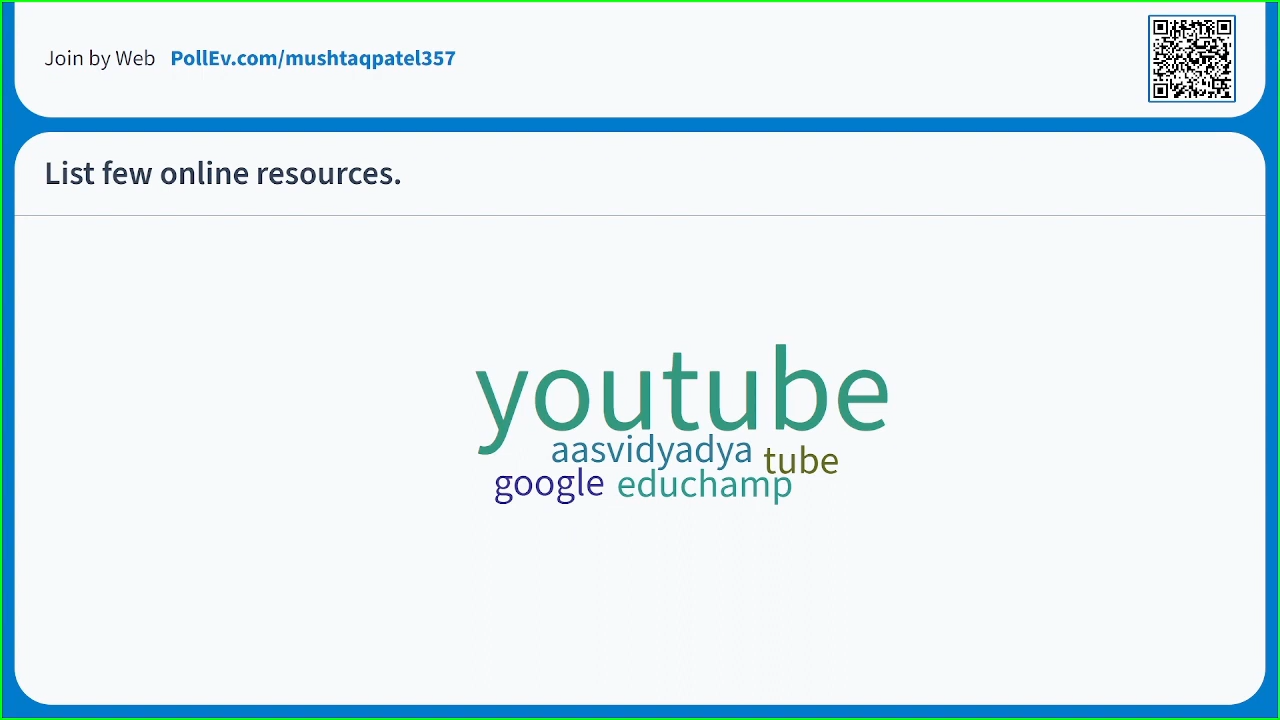 Join by Web PollEv.com/mushtaqpatel357
List few online resources.
youtube
aasvidyadya tube
google educhamp